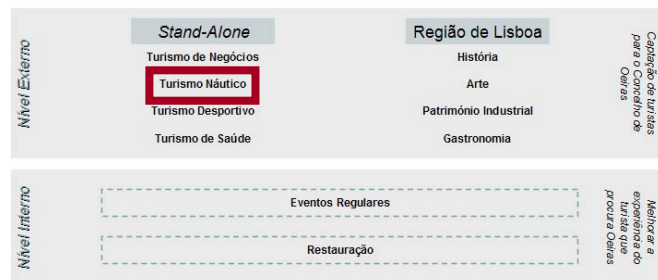 Nível Externo
Stand-Alone
Turismo de Negócios
Turismo Náutico
Turismo Desportivo
Turismo de Saúde
Região de Lisboa
História
Arte
Património Industrial
Gastronomia
Captação de turistas
para o Concelho de
Oeiras
Nível Interno
Eventos Regulares
Restauração
Melhorar a
experiência do
turista que
procura Oeiras